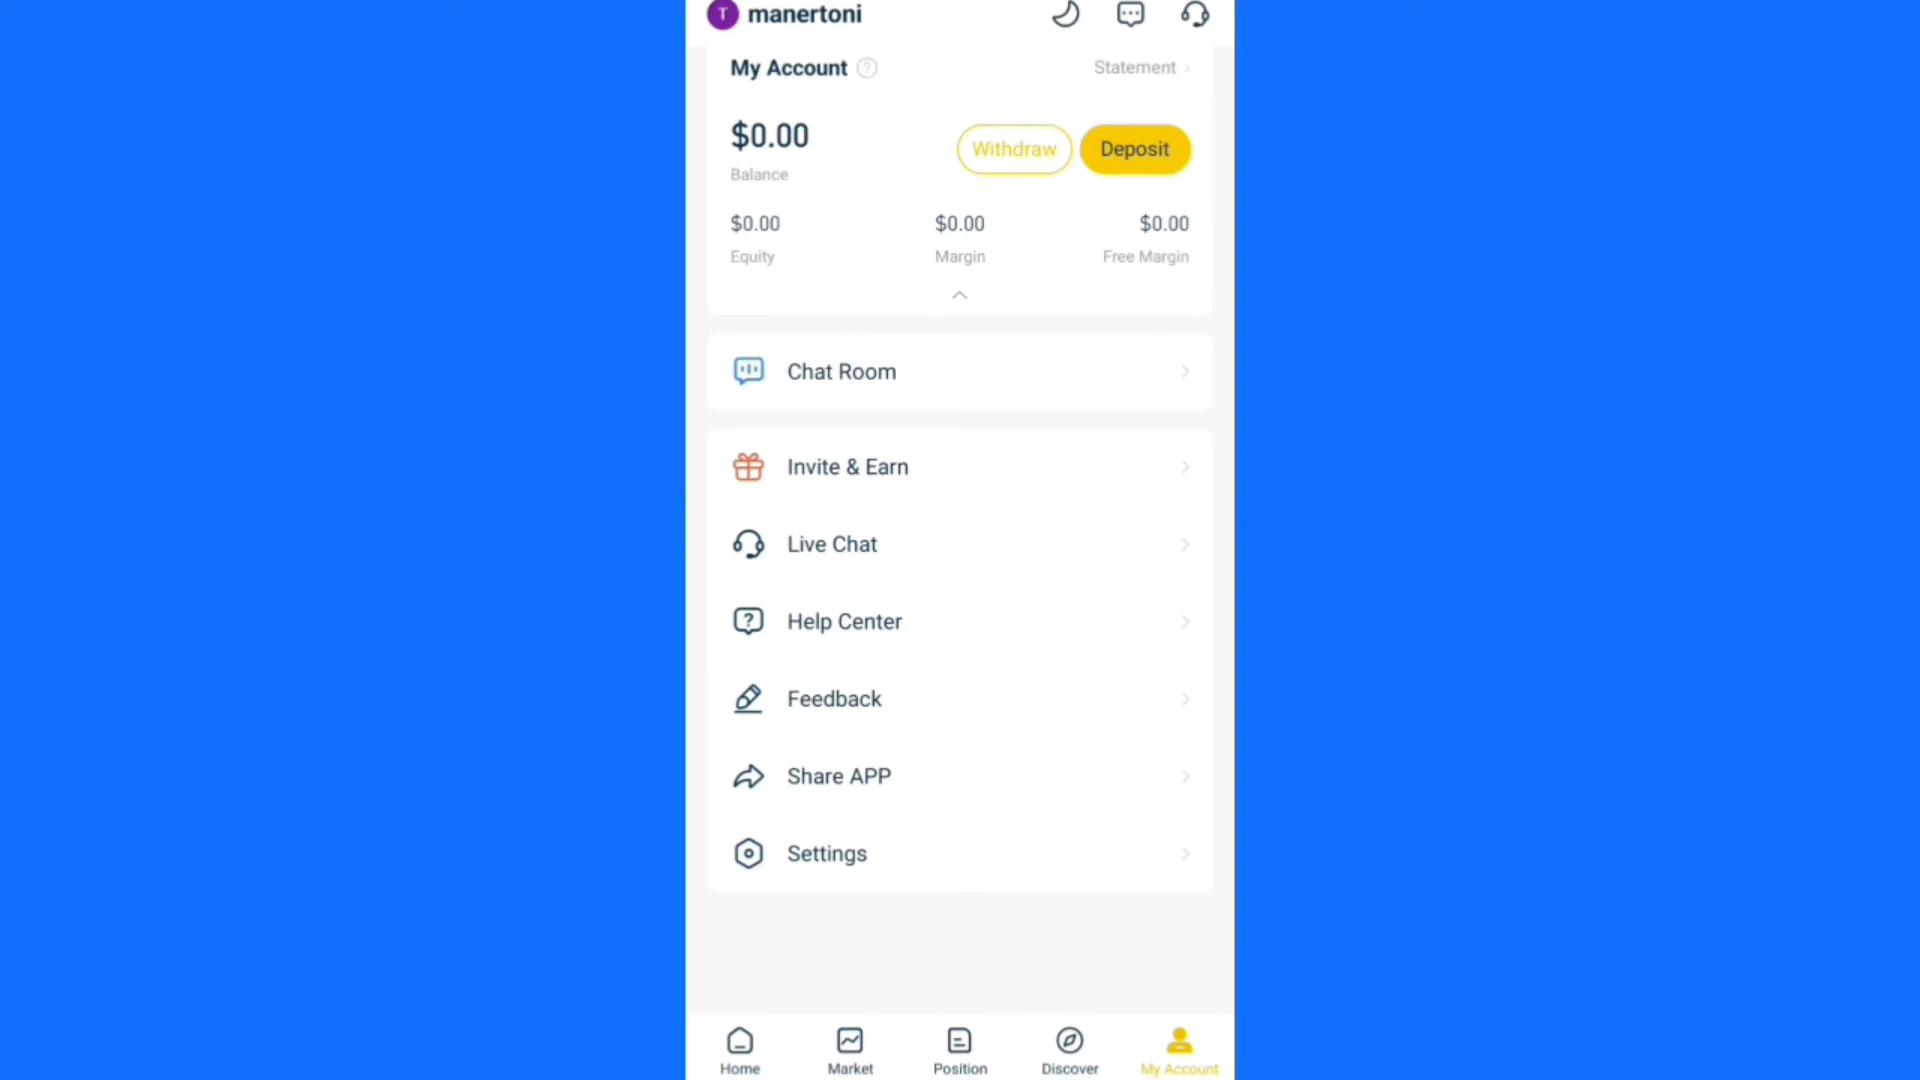 T manertoni
My Account ?
Statement
$0.00
Balance
Withdraw
Deposit
$0.00 $0.00 $0.00
Equity Margin Free Margin
Chat Room
Invite & Earn
Live Chat
Help Center
Feedback
Share APP
Settings
Home Market Position Discover My Account